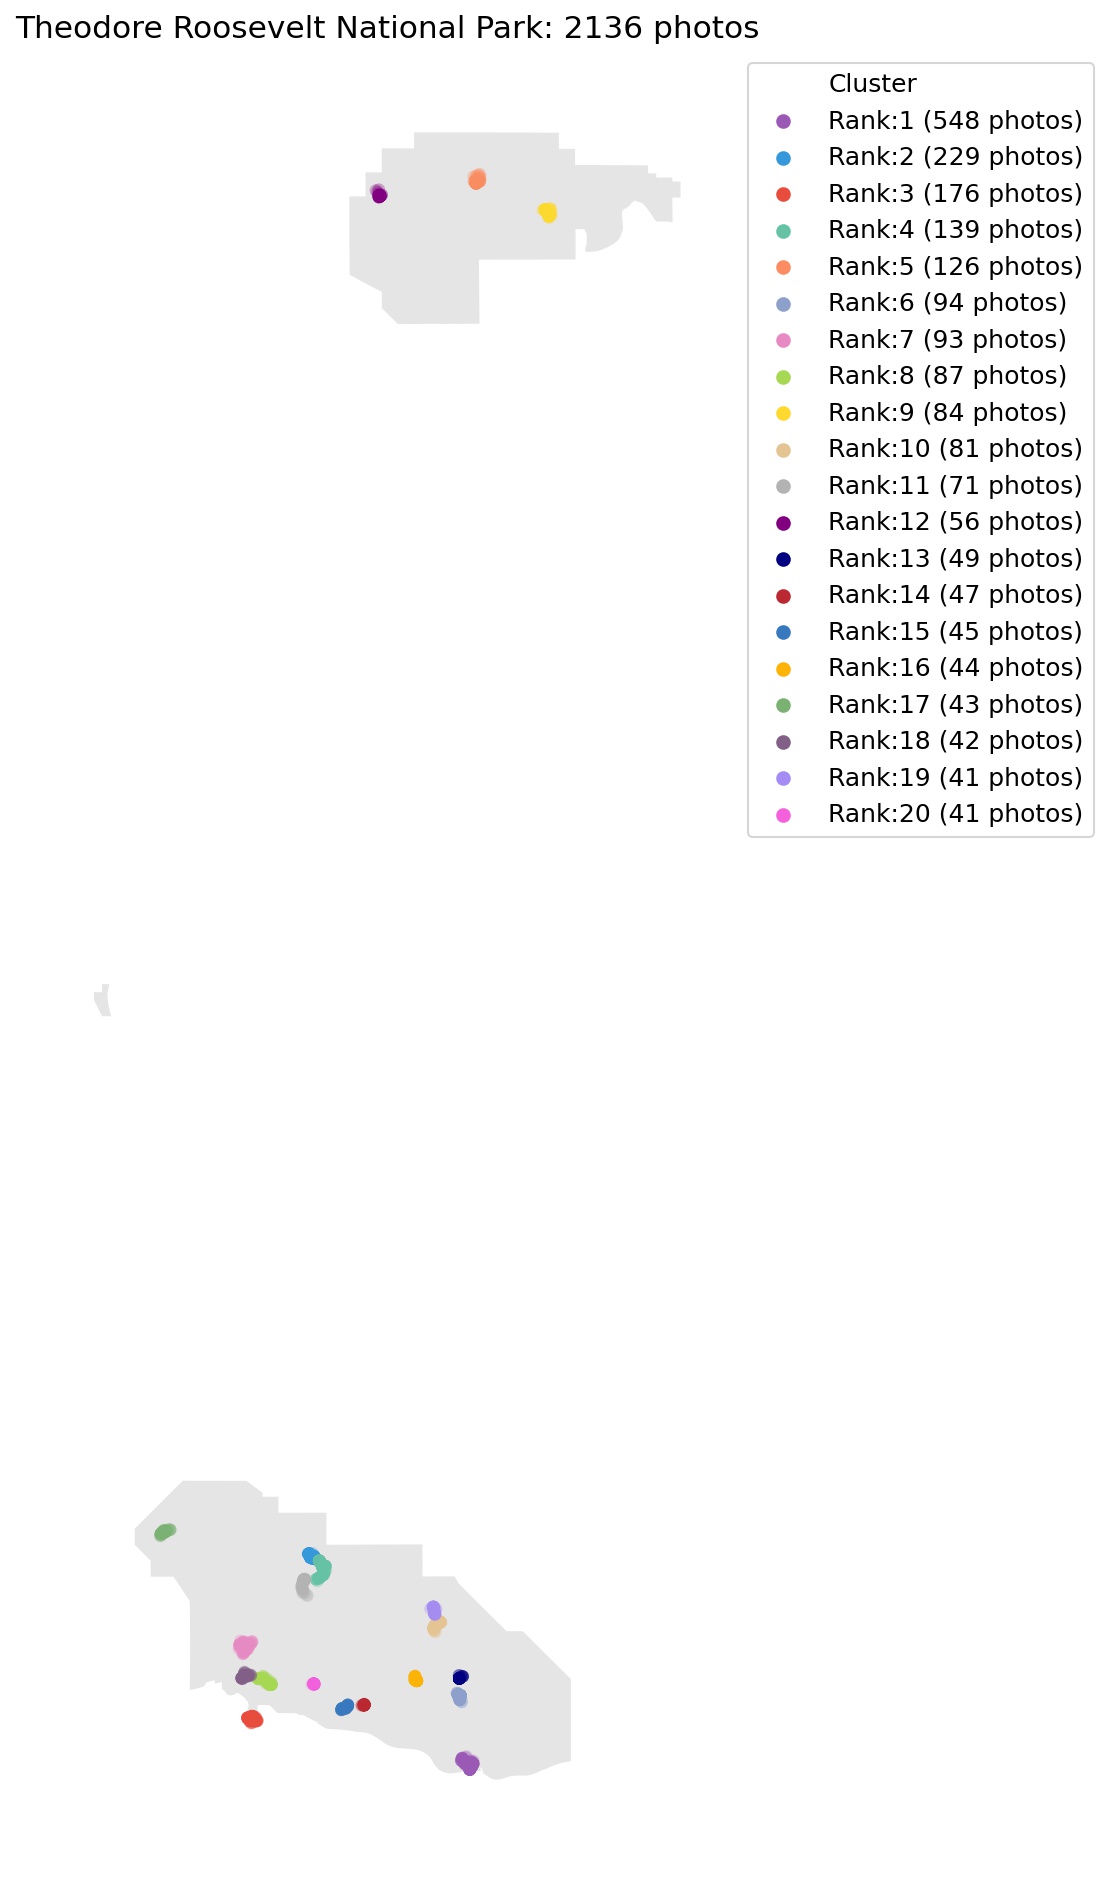 Theodore Roosevelt National Park: 2136 photos
Cluster
Rank:1 (548 photos)
Rank:2 (229 photos)
Rank:3 (176 photos)
Rank:4 (139 photos)
Rank:5 (126 photos)
Rank:6 (94 photos)
Rank:7 (93 photos)
Rank:8 (87 photos)
Rank:9 (84 photos)
Rank:10 (81 photos)
Rank:11 (71 photos)
Rank:12 (56 photos)
Rank:13 (49 photos)
Rank:14 (47 photos)
Rank:15 (45 photos)
Rank:16 (44 photos)
Rank:17 (43 photos)
Rank:18 (42 photos)
Rank:19 (41 photos)
Rank:20 (41 photos)